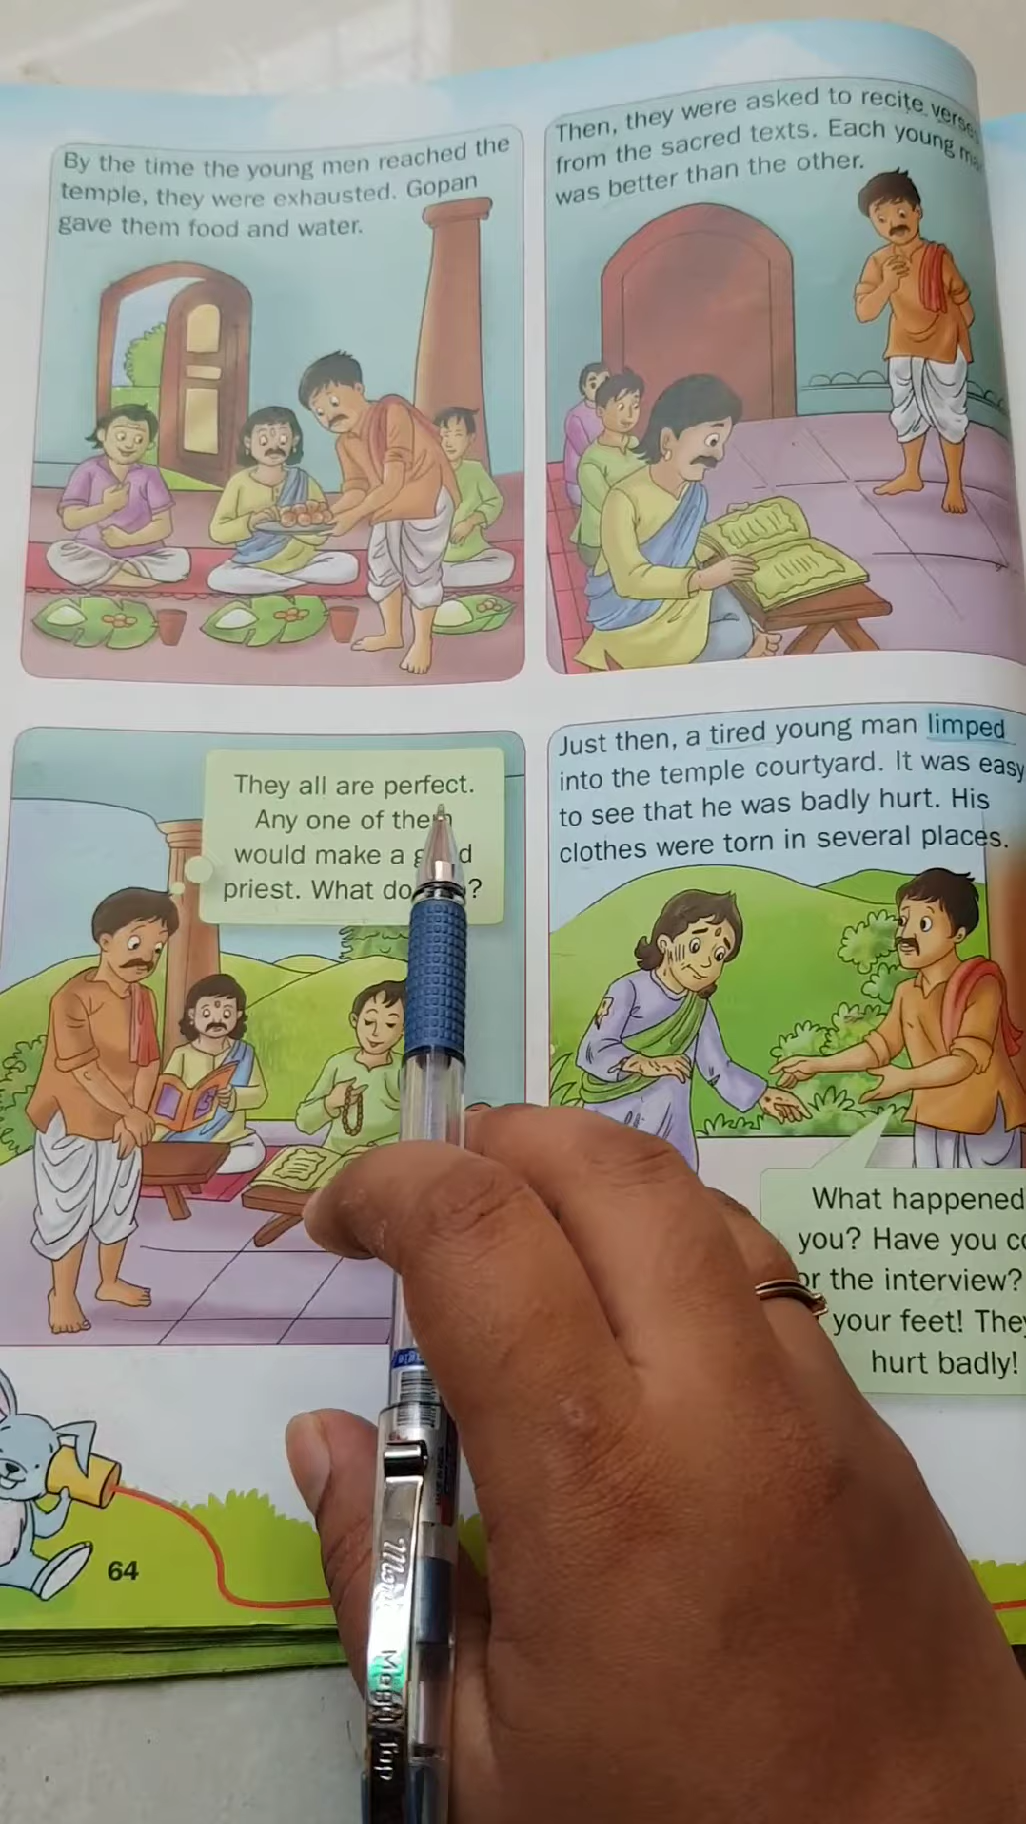 By the time the young men reached the
temple, they were exhausted. Gopan
gave them food and water.
Then, they were asked to recite
from the sacred texts. Each young
was better than the other.
They all are perfect.
Any one of
would make a
priest. What
Just then, a tired young man limped
into the temple courtyard. It was easy
to see that he was badly hurt. His
clothes were torn in several places.
What happened
you? Have you
the interview?
your feet!
hurt badly!
64